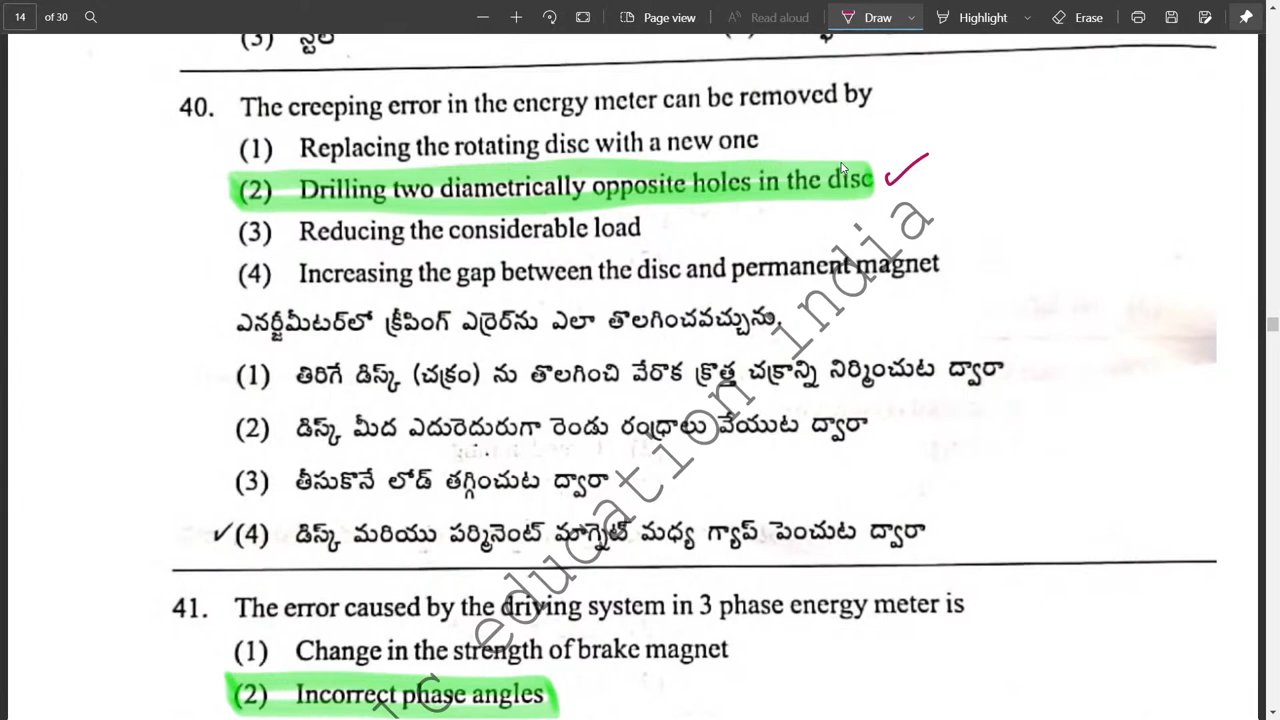 14 of 30 Page view Read aloud Draw Highlight Erase
40. The creeping error in the energy meter can be removed by
(1) Replacing the rotating disc with a new one
(2) Drilling two diametrically opposite holes in the disc
(3) Reducing the considerable load
(4) Increasing the gap between the disc and permanent magnet
ఎనర్జీమీటర్‌లో క్రీపింగ్ ఎర్రెర్‌ను ఎలా తొలగించవచ్చును.
(1) తిరిగే డిస్క్ (చక్రం) ను తొలగించి వేరొక క్రొత్త చక్రాన్ని నిర్మించుట ద్వారా
(2) డిస్క్ మీద ఎదురెదురుగా రెండు రంధ్రాలు వేయుట ద్వారా
(3) తీసుకొనే లోడ్ తగ్గించుట ద్వారా
(4) డిస్క్ మరియు పర్మినెంట్ మాగ్నెట్ మధ్య గ్యాప్ పెంచుట ద్వారా
41. The error caused by the driving system in 3 phase energy meter is
(1) Change in the strength of brake magnet
(2) Incorrect phase angles
education india